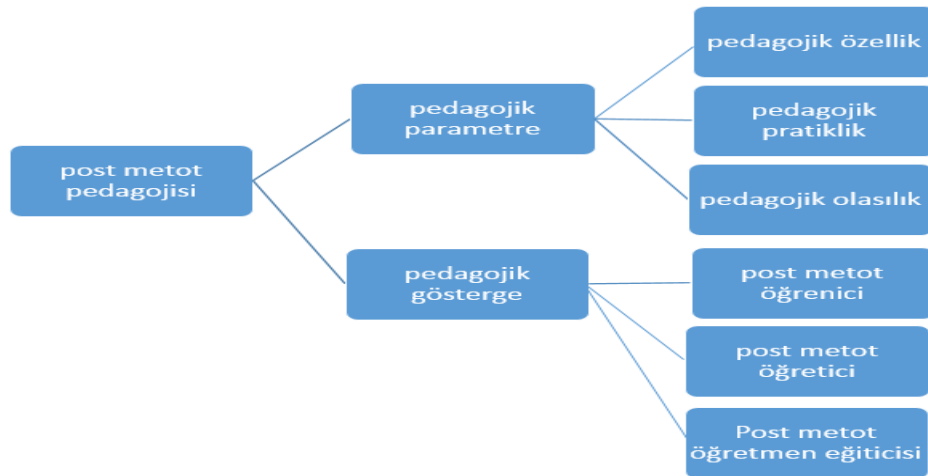 post metot
pedagojisi
pedagojik
parametre
pedagojik özellik
pedagojik
pratiklik
pedagojik olasılık
pedagojik
gösterge
post metot
öğrenici
post metot
öğretici
Post metot
öğretmen eğiticisi